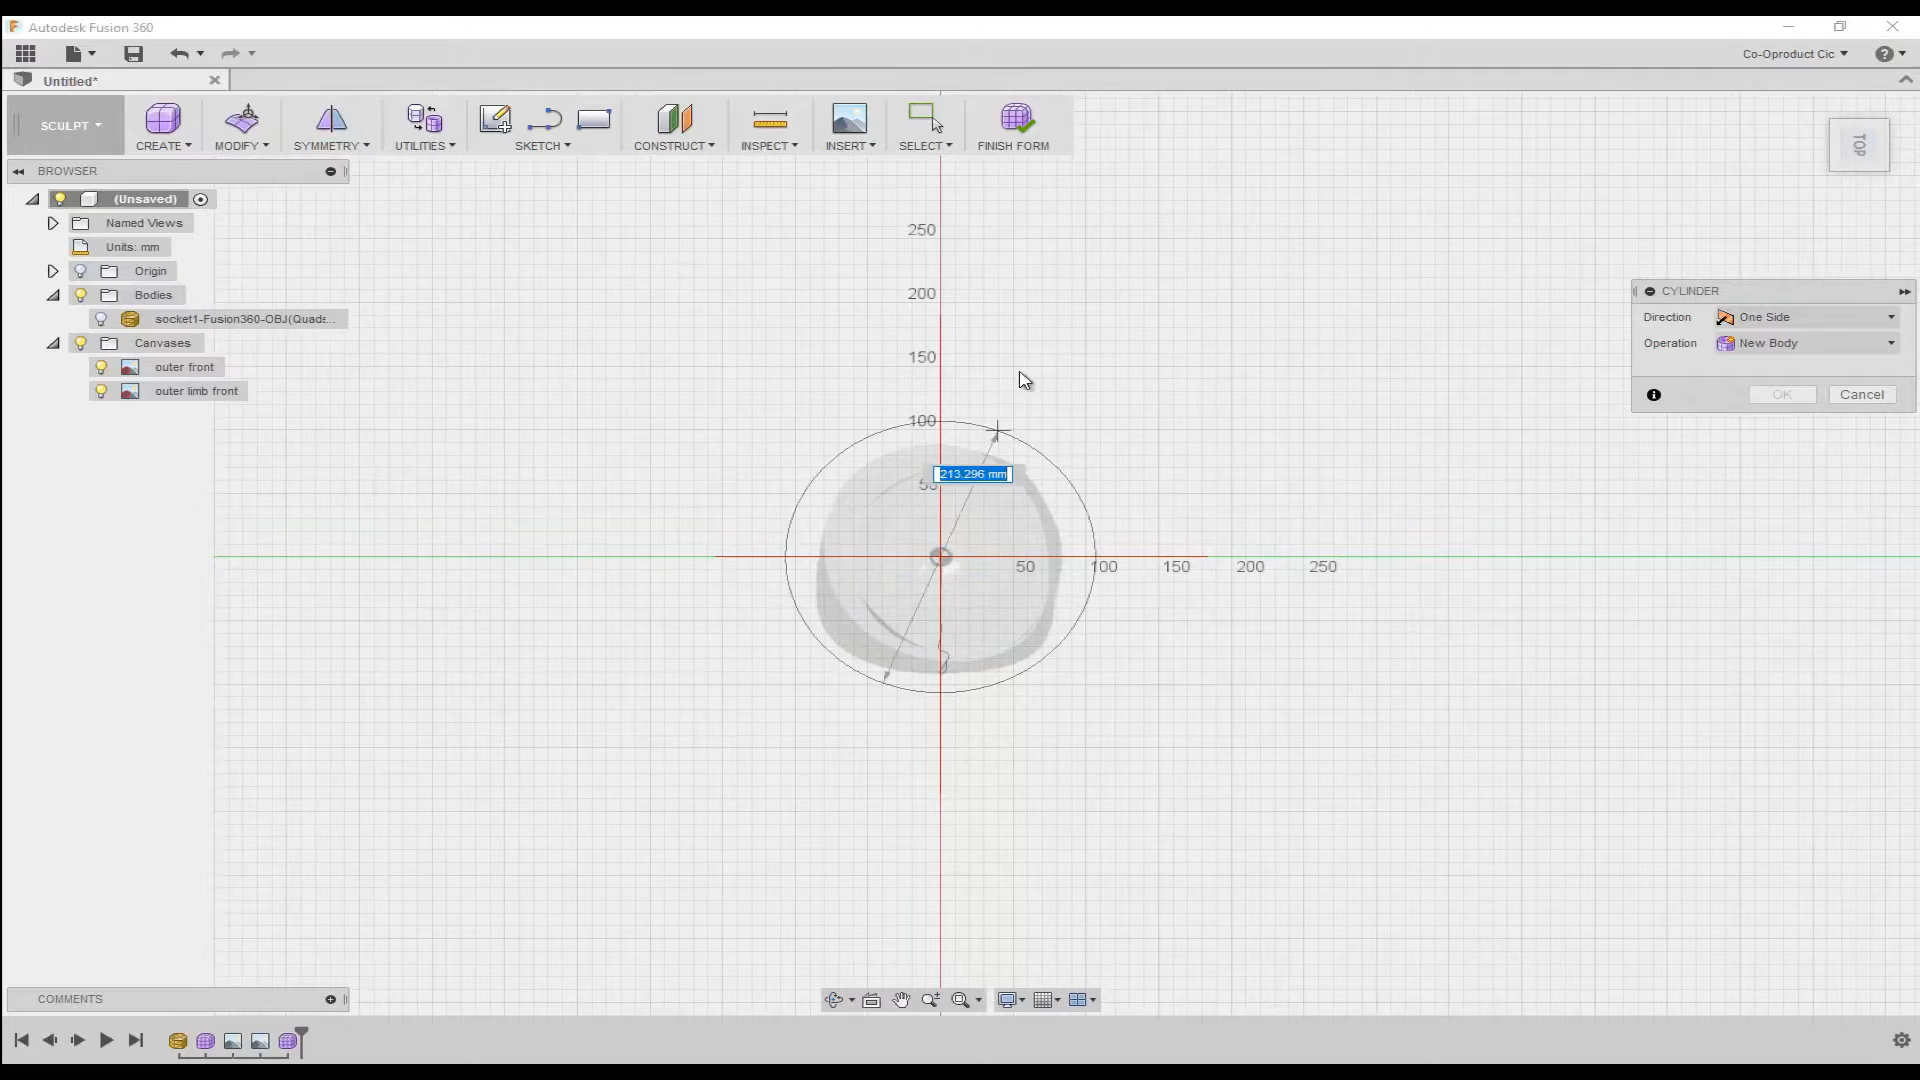 Autodesk Fusion 360
Co-Oproduct Cic
Untitled*
SCULPT
CREATE
MODIFY
SYMMETRY
UTILITIES
SKETCH
CONSTRUCT
INSPECT
INSERT
SELECT
FINISH FORM
TOP
BROWSER
(Unsaved)
Named Views
Units: mm
Origin
Bodies
socket1-Fusion360-OBJ(Quads...
Canvases
outer front
outer limb front
250
200
150
100
213.296 mm
50
50
100
150
200
250
CYLINDER
Direction
One Side
Operation
New Body
OK
Cancel
COMMENTS